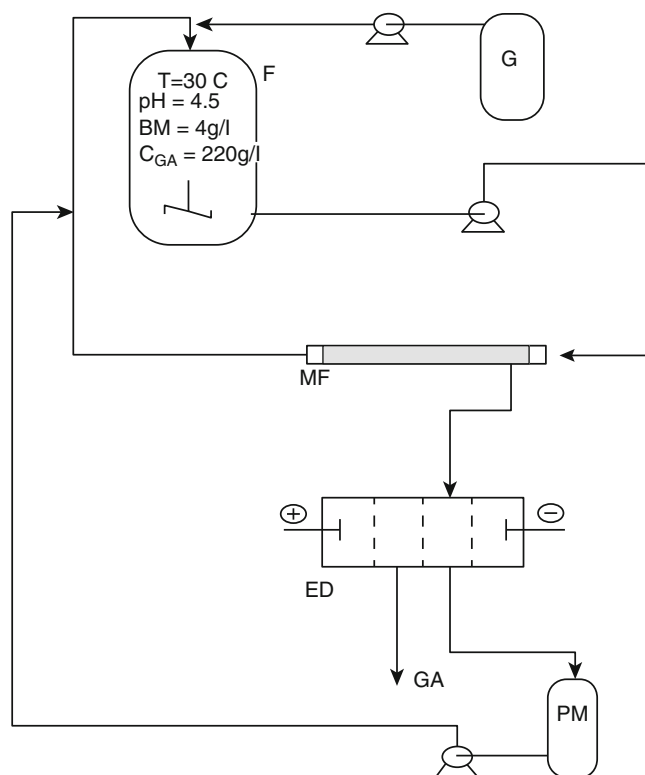 F
G
T=30 C
pH = 4.5
BM = 4g/l
C_GA = 220g/l
MF
+
−
ED
GA
PM